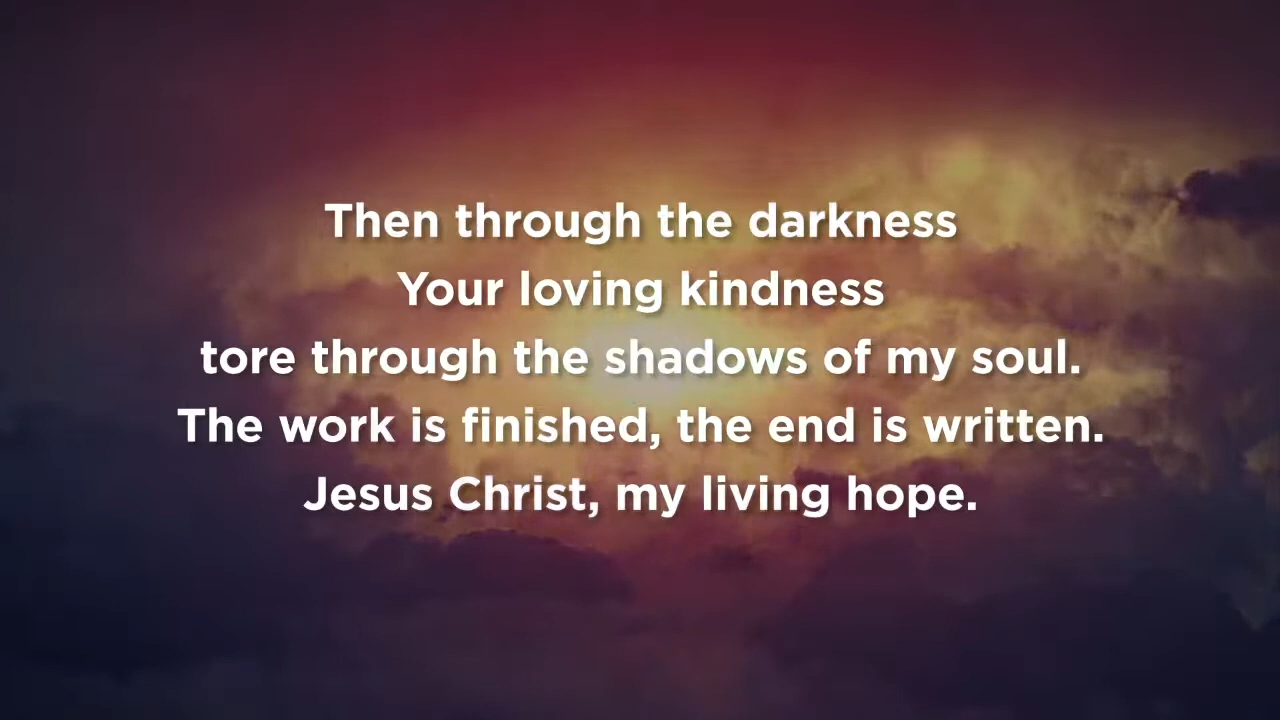 Then through the darkness
Your loving kindness
tore through the shadows of my soul.
The work is finished, the end is written.
Jesus Christ, my living hope.